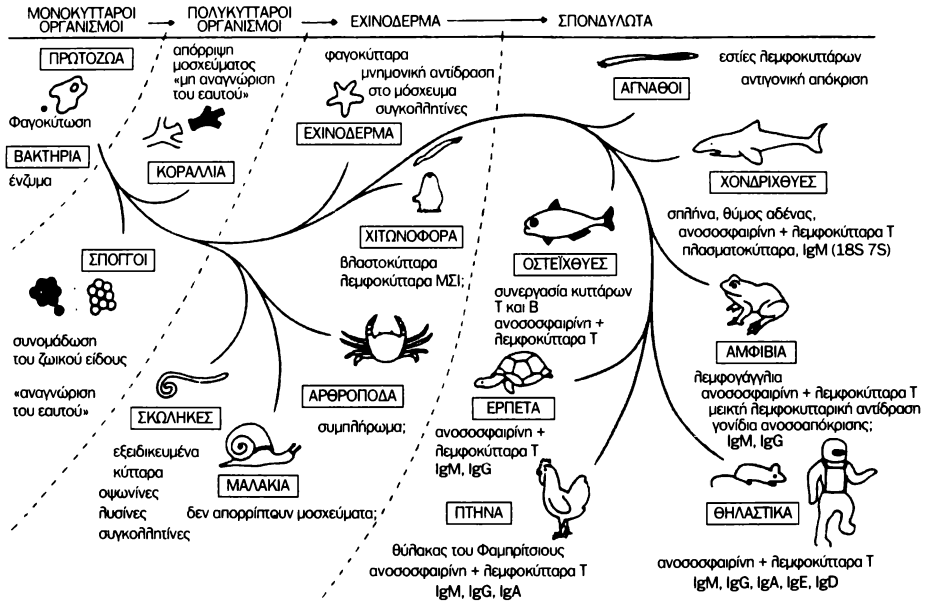 ΜΟΝΟΚΥΤΤΑΡΟΙ
ΟΡΓΑΝΙΣΜΟΙ
ΠΟΛΥΚΥΤΤΑΡΟΙ
ΟΡΓΑΝΙΣΜΟΙ
ΕΧΙΝΟΔΕΡΜΑ
ΣΠΟΝΔΥΛΩΤΑ
ΠΡΩΤΟΖΩΑ
Φαγοκύτωση
ΒΑΚΤΗΡΙΑ
ένζυμα
απόρριψη
μοσχεύματος
«μη αναγνώριση
του εαυτού»
ΚΟΡΑΛΛΙΑ
φαγοκύτταρα
μνημονική αντίδραση
στο μόσχευμα
συγκολλητίνες
ΕΧΙΝΟΔΕΡΜΑ
ΑΓΝΑΘΟΙ
εστίες λεμφοκυττάρων
αντιγονική απόκριση
ΧΟΝΔΡΙΧΘΥΕΣ
σπλήνα, θύμος αδένας,
ανοσοσφαιρίνη + λεμφοκύτταρα Τ
πλασματοκύτταρα, IgM (18S 7S)
ΧΙΤΩΝΟΦΟΡΑ
βλαστοκύτταρα
λεμφοκύτταρα ΜΣΙ;
ΟΣΤΕΪΧΘΥΕΣ
συνεργασία κυττάρων
Τ και Β
ανοσοσφαιρίνη +
λεμφοκύτταρα Τ
ΣΠΟΓΓΟΙ
συνομάδωση
του ζωικού είδους
«αναγνώριση
του εαυτού»
ΑΜΦΙΒΙΑ
λεμφογάγγλια
ανοσοσφαιρίνη + λεμφοκύτταρα Τ
μεικτή λεμφοκυτταρική αντίδραση
γονίδια ανοσοαπόκρισης;
IgM, IgG
ΣΚΩΛΗΚΕΣ
εξειδικευμένα
κύτταρα
οψωνίνες
λυσίνες
συγκολλητίνες
ΑΡΘΡΟΠΟΔΑ
συμπλήρωμα;
ΕΡΠΕΤΑ
ανοσοσφαιρίνη +
λεμφοκύτταρα Τ
IgM, IgG
ΜΑΛΑΚΙΑ
δεν απορρίπτουν μοσχεύματα;
ΠΤΗΝΑ
θύλακας του Φαμπρίτσιους
ανοσοσφαιρίνη + λεμφοκύτταρα Τ
IgM, IgG, IgA
ΘΗΛΑΣΤΙΚΑ
ανοσοσφαιρίνη + λεμφοκύτταρα Τ
IgM, IgG, IgA, IgE, IgD